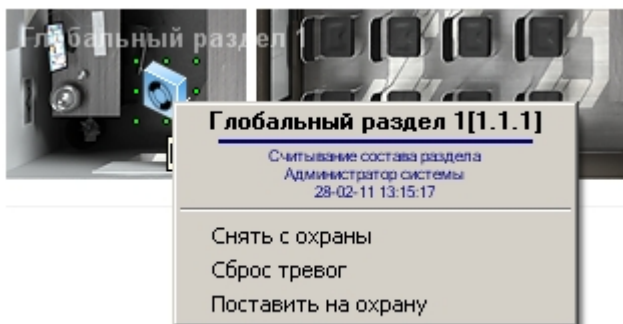 Глобальный раздел 1
Глобальный раздел 1[1.1.1]
Считывание состава раздела
Администратор системы
28-02-11 13:15:17
Снять с охраны
Сброс тревог
Поставить на охрану